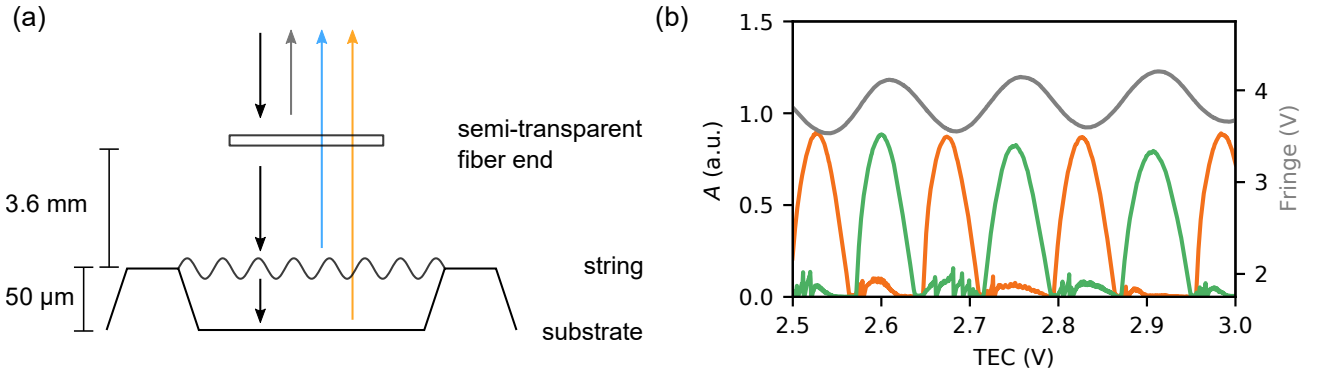 (a)
semi-transparent
fiber end
3.6 mm
string
50 µm
substrate
(b)
1.5
1.0
0.5
0.0
A (a.u.)
4
3
2
Fringe (V)
2.5 2.6 2.7 2.8 2.9 3.0
TEC (V)